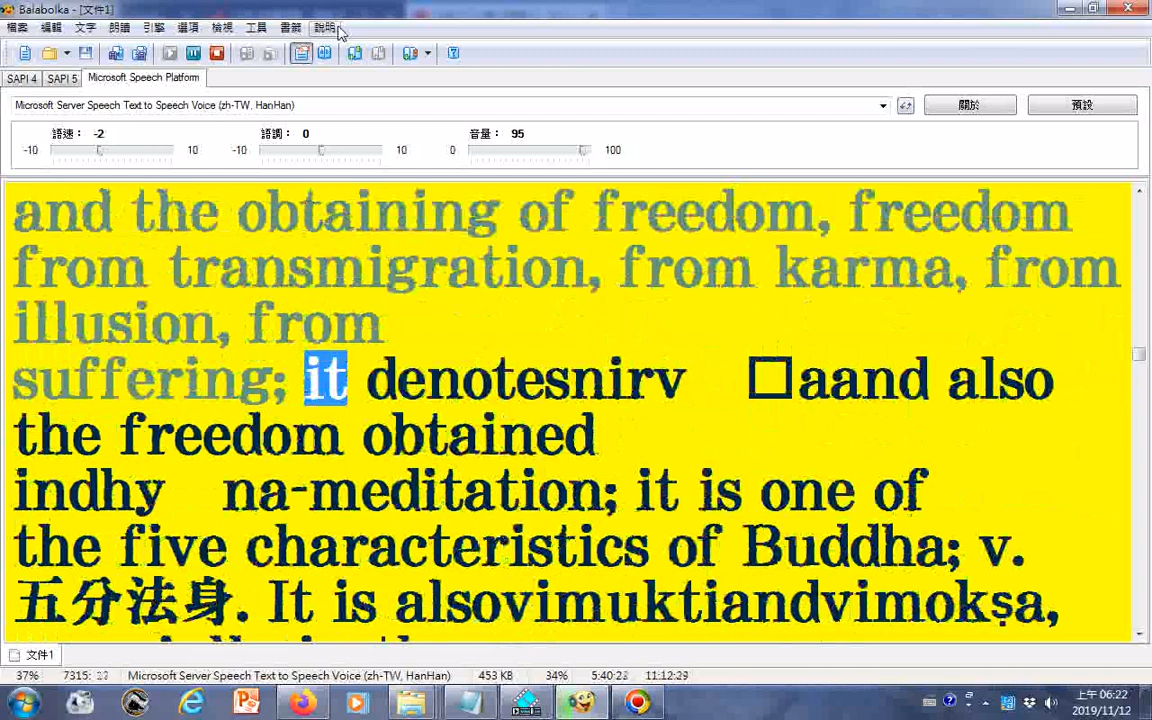 Balabolka - [文件1]
檔案 編輯 文字 朗讀 引擎 選項 檢視 工具 書籤 說明
SAPI 4 SAPI 5 Microsoft Speech Platform
Microsoft Server Speech Text to Speech Voice (zh-TW, HanHan) 關於 預設
語速： -2 語調： 0 音量： 95
-10 10 -10 10 0 100
and the obtaining of freedom, freedom
from transmigration, from karma, from
illusion, from
suffering; it denotesnirv □aand also
the freedom obtained
indhy na-meditation; it is one of
the five characteristics of Buddha; v.
五分法身. It is alsovimuktiandvimokṣa,
文件1
37% Microsoft Server Speech Text to Speech Voice (zh-TW, HanHan) 453 KB 34% 11:12:29
上午 06:22
2019/11/12